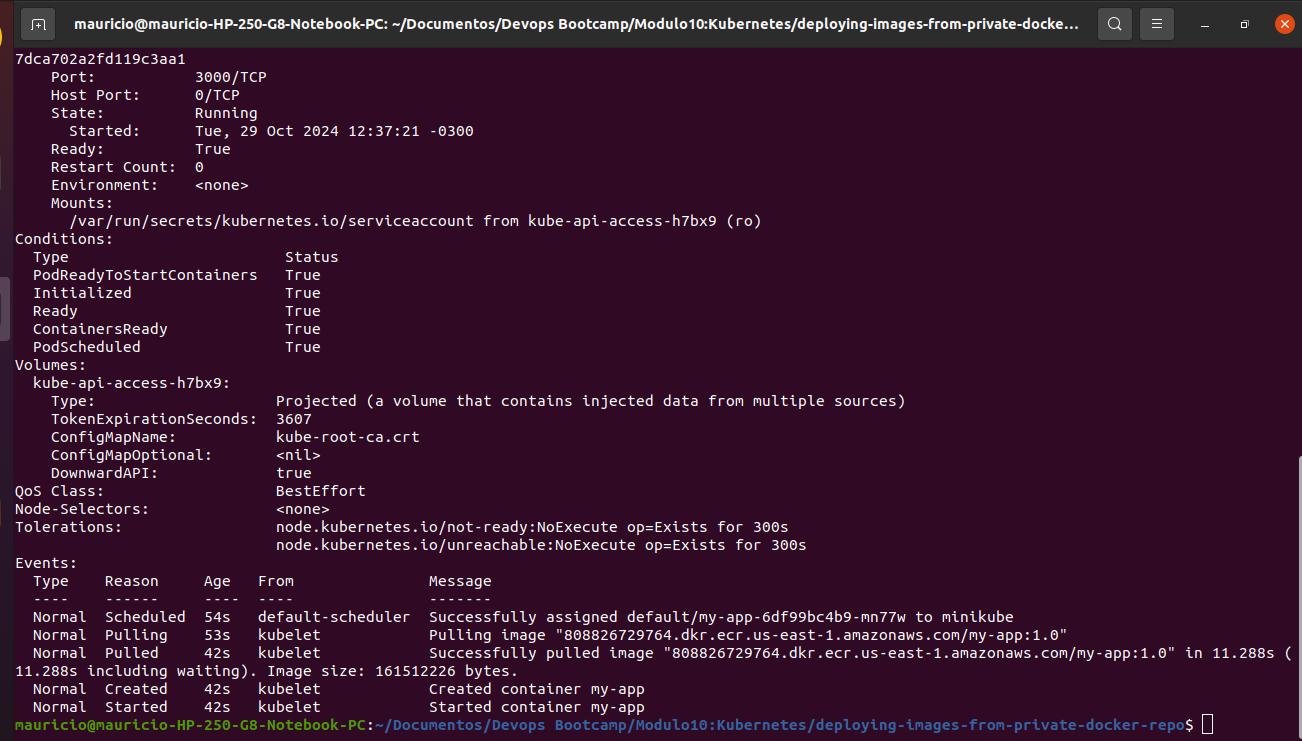 mauricio@mauricio-HP-250-G8-Notebook-PC: ~/Documentos/Devops Bootcamp/Modulo10:Kubernetes/deploying-images-from-private-docke...
7dca702a2fd119c3aa1
    Port:           3000/TCP
    Host Port:      0/TCP
    State:          Running
      Started:      Tue, 29 Oct 2024 12:37:21 -0300
    Ready:          True
    Restart Count:  0
    Environment:    <none>
    Mounts:
      /var/run/secrets/kubernetes.io/serviceaccount from kube-api-access-h7bx9 (ro)
Conditions:
  Type                        Status
  PodReadyToStartContainers   True
  Initialized                 True
  Ready                       True
  ContainersReady             True
  PodScheduled                True
Volumes:
  kube-api-access-h7bx9:
    Type:                    Projected (a volume that contains injected data from multiple sources)
    TokenExpirationSeconds:  3607
    ConfigMapName:           kube-root-ca.crt
    ConfigMapOptional:       <nil>
    DownwardAPI:             true
QoS Class:                   BestEffort
Node-Selectors:              <none>
Tolerations:                 node.kubernetes.io/not-ready:NoExecute op=Exists for 300s
                             node.kubernetes.io/unreachable:NoExecute op=Exists for 300s
Events:
  Type    Reason     Age   From               Message
  ----    ------     ----  ----               -------
  Normal  Scheduled  54s   default-scheduler  Successfully assigned default/my-app-6df99bc4b9-mn77w to minikube
  Normal  Pulling    53s   kubelet            Pulling image "808826729764.dkr.ecr.us-east-1.amazonaws.com/my-app:1.0"
  Normal  Pulled     42s   kubelet            Successfully pulled image "808826729764.dkr.ecr.us-east-1.amazonaws.com/my-app:1.0" in 11.288s (
11.288s including waiting). Image size: 161512226 bytes.
  Normal  Created    42s   kubelet            Created container my-app
  Normal  Started    42s   kubelet            Started container my-app
mauricio@mauricio-HP-250-G8-Notebook-PC:~/Documentos/Devops Bootcamp/Modulo10:Kubernetes/deploying-images-from-private-docker-repo$